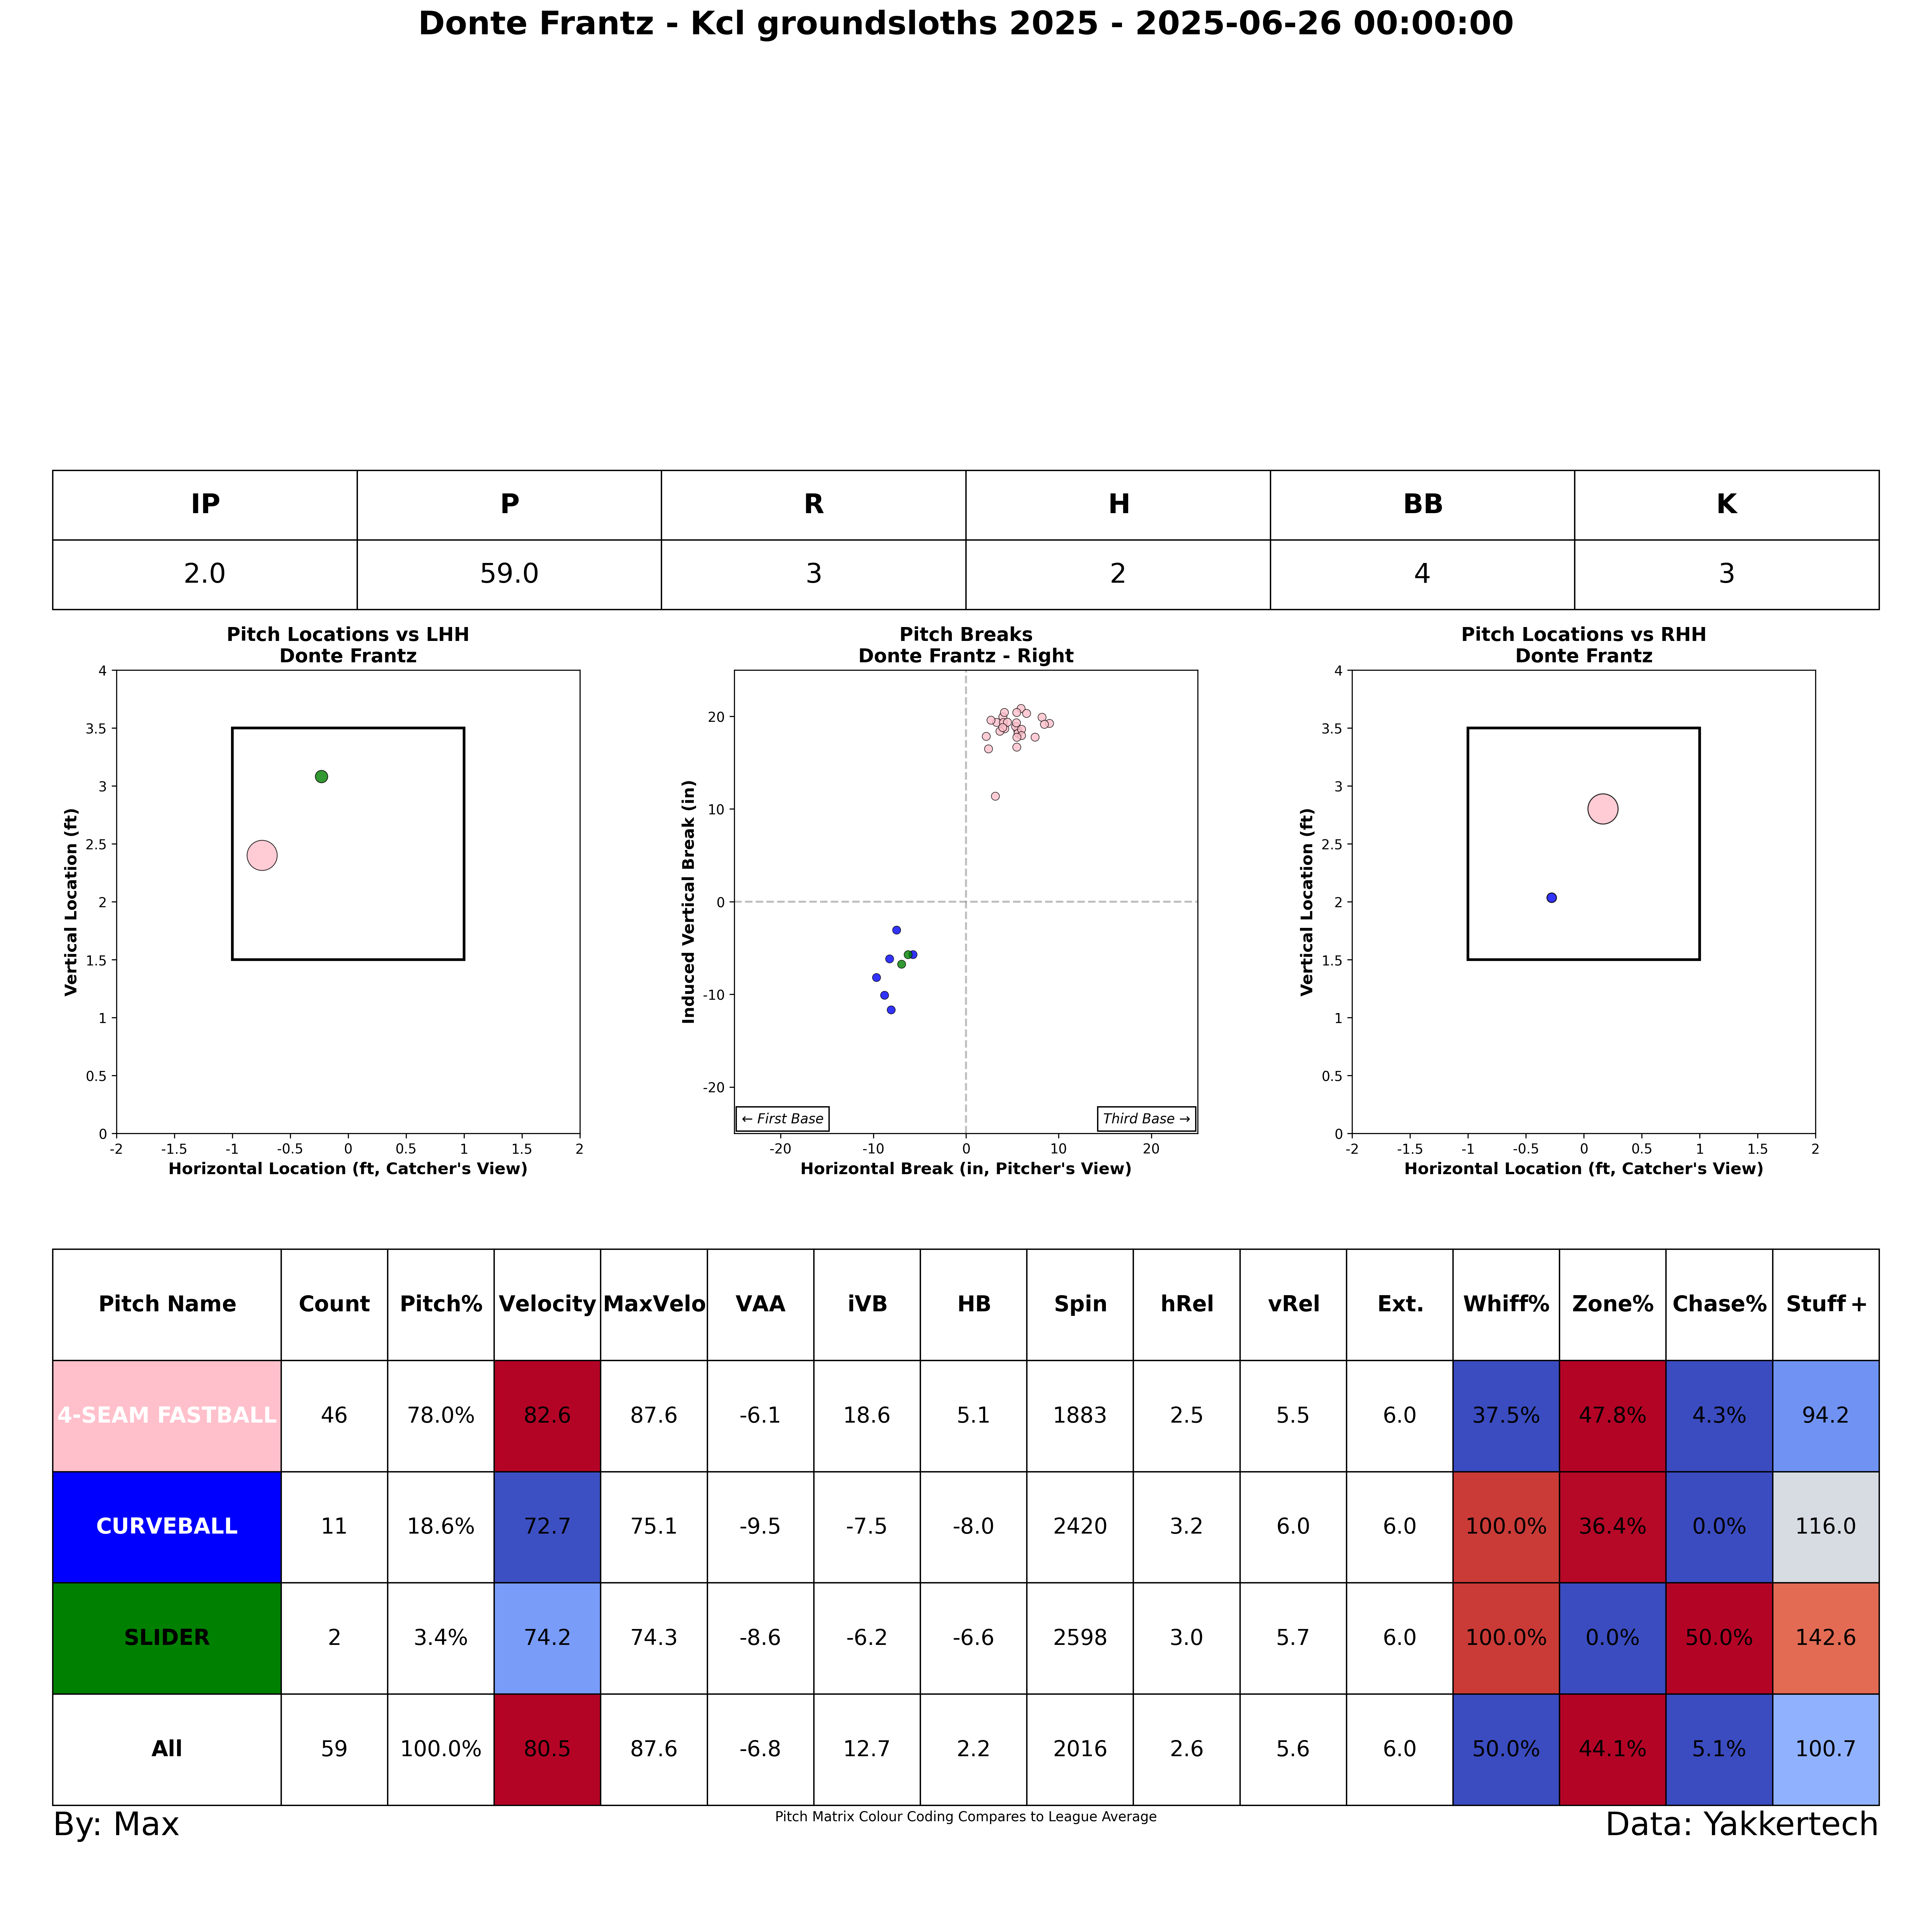 Donte Frantz - Kcl groundsloths 2025 - 2025-06-26 00:00:00
IP P R H BB K
2.0 59.0 3 2 4 3
Pitch Locations vs LHH
Donte Frantz
4
3.5
3
2.5
2
1.5
1
0.5
0
-2 -1.5 -1 -0.5 0 0.5 1 1.5 2
Vertical Location (ft)
Horizontal Location (ft, Catcher's View)
Pitch Breaks
Donte Frantz - Right
20
10
0
-10
-20
← First Base
Third Base →
-20 -10 0 10 20
Induced Vertical Break (in)
Horizontal Break (in, Pitcher's View)
Pitch Locations vs RHH
Donte Frantz
4
3.5
3
2.5
2
1.5
1
0.5
0
-2 -1.5 -1 -0.5 0 0.5 1 1.5 2
Vertical Location (ft)
Horizontal Location (ft, Catcher's View)
Pitch Name Count Pitch% Velocity MaxVelo VAA iVB HB Spin hRel vRel Ext. Whiff% Zone% Chase% Stuff+
4-SEAM FASTBALL 46 78.0% 82.6 87.6 -6.1 18.6 5.1 1883 2.5 5.5 6.0 37.5% 47.8% 4.3% 94.2
CURVEBALL 11 18.6% 72.7 75.1 -9.5 -7.5 -8.0 2420 3.2 6.0 6.0 100.0% 36.4% 0.0% 116.0
SLIDER 2 3.4% 74.2 74.3 -8.6 -6.2 -6.6 2598 3.0 5.7 6.0 100.0% 0.0% 50.0% 142.6
All 59 100.0% 80.5 87.6 -6.8 12.7 2.2 2016 2.6 5.6 6.0 50.0% 44.1% 5.1% 100.7
By: Max
Pitch Matrix Colour Coding Compares to League Average
Data: Yakkertech